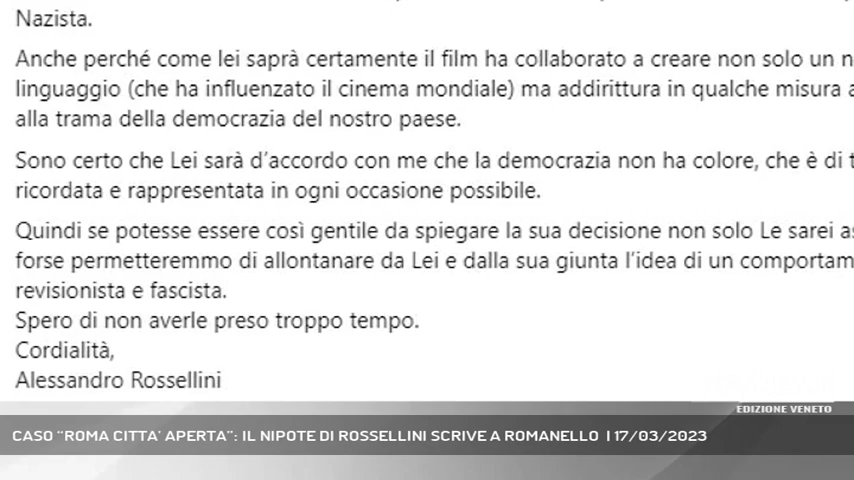 Nazista.
Anche perché come lei saprà certamente il film ha collaborato a creare non solo un n
linguaggio (che ha influenzato il cinema mondiale) ma addirittura in qualche misura a
alla trama della democrazia del nostro paese.
Sono certo che Lei sarà d'accordo con me che la democrazia non ha colore, che è di t
ricordata e rappresentata in ogni occasione possibile.
Quindi se potesse essere così gentile da spiegare la sua decisione non solo Le sarei as
forse permetteremmo di allontanare da Lei e dalla sua giunta l'idea di un comportam
revisionista e fascista.
Spero di non averle preso troppo tempo.
Cordialità,
Alessandro Rossellini
EDIZIONE VENETO
CASO "ROMA CITTA' APERTA": IL NIPOTE DI ROSSELLINI SCRIVE A ROMANELLO | 17/03/2023